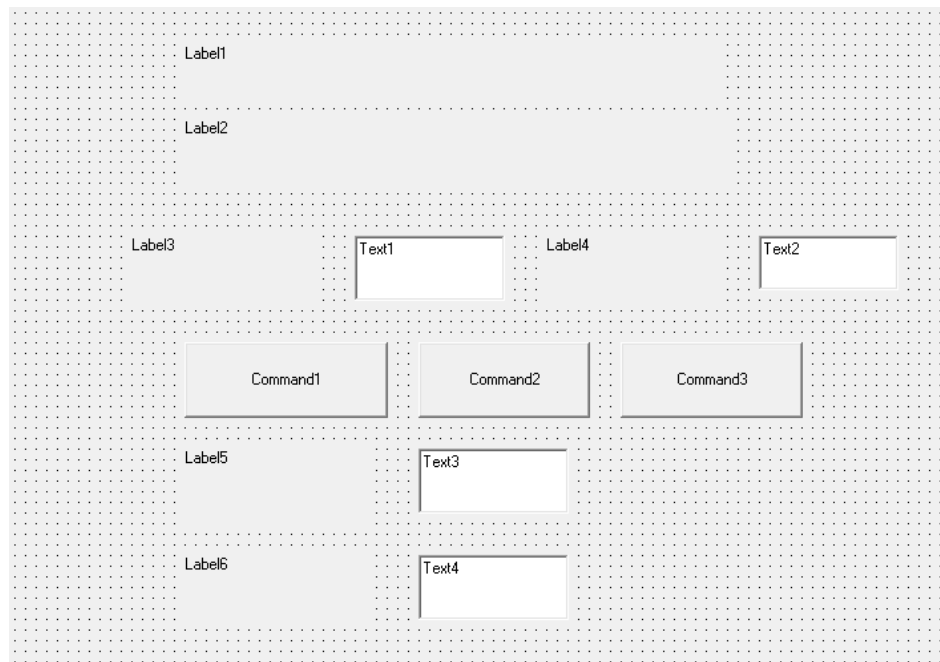 Label1
Label2
Label3 Text1 Label4 Text2
Command1 Command2 Command3
Label5 Text3
Label6 Text4